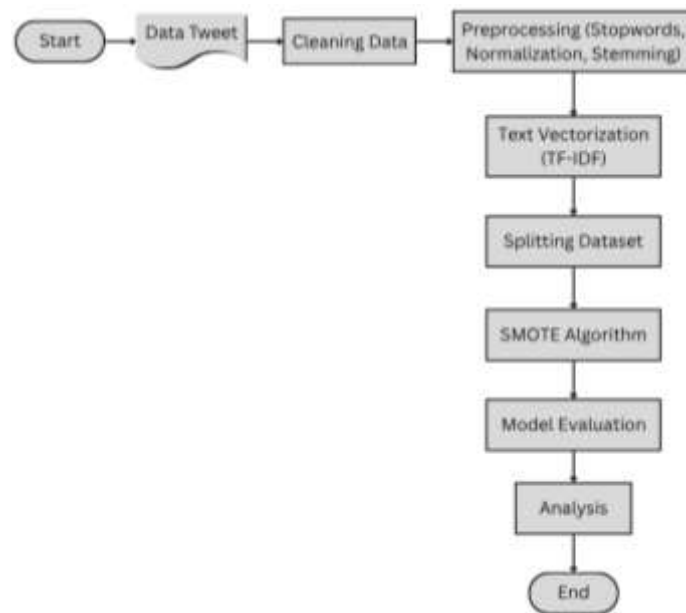 Start
Data Tweet
Cleaning Data
Preprocessing (Stopwords,
Normalization, Stemming)
Text Vectorization
(TF-IDF)
Splitting Dataset
SMOTE Algorithm
Model Evaluation
Analysis
End